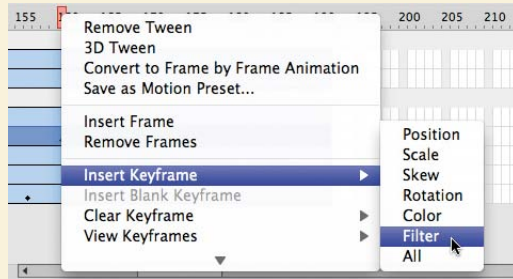 155 200 205 210
Remove Tween
3D Tween
Convert to Frame by Frame Animation
Save as Motion Preset...
Insert Frame
Remove Frames
Insert Keyframe
Insert Blank Keyframe
Clear Keyframe
View Keyframes
Position
Scale
Skew
Rotation
Color
Filter
All